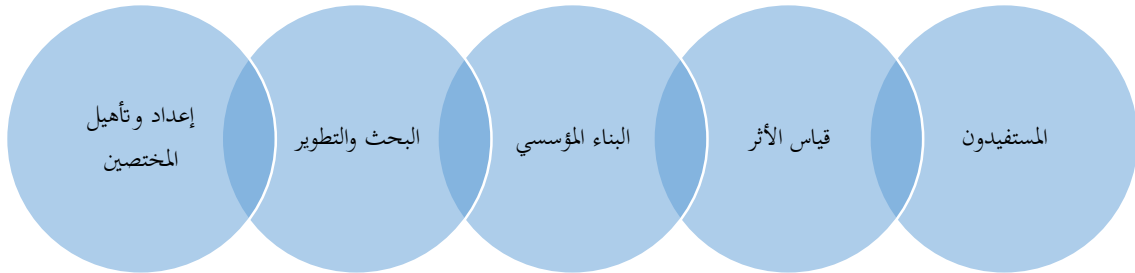 المستفيدون
قياس الأثر
البناء المؤسسي
البحث والتطوير
إعداد وتأهيل
المختصين